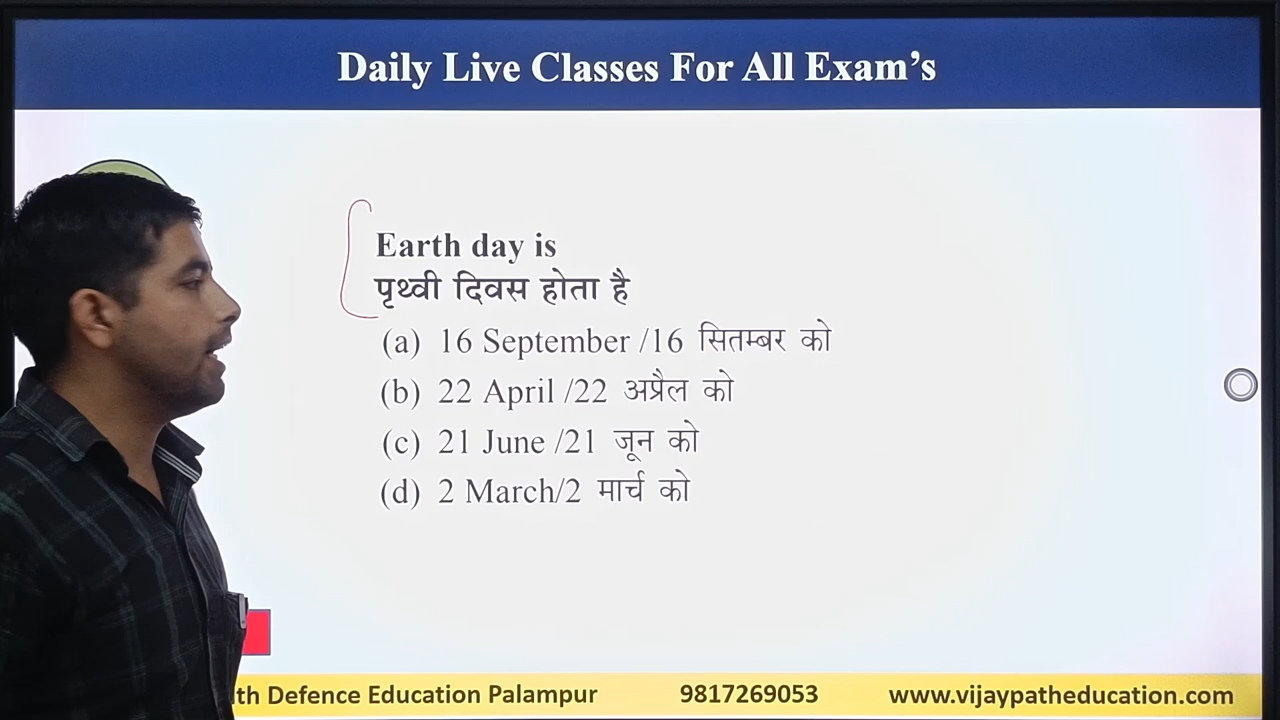 Daily Live Classes For All Exam’s
Earth day is
पृथ्वी दिवस होता है
(a) 16 September /16 सितम्बर को
(b) 22 April /22 अप्रैल को
(c) 21 June /21 जून को
(d) 2 March/2 मार्च को
Defence Education Palampur 9817269053 www.vijaypatheducation.com